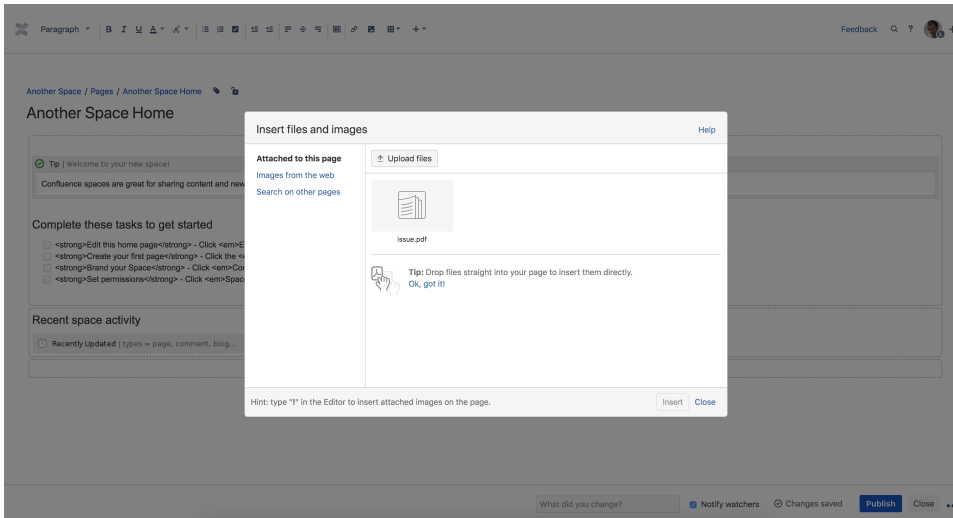 Paragraph
B I U A
Feedback
?
Another Space / Pages / Another Space Home
Another Space Home
Tip | Welcome to your new space!
Confluence spaces are great for sharing content and new
Complete these tasks to get started
<strong>Edit this home page</strong> - Click <em>E
<strong>Create your first page</strong> - Click the <e
<strong>Brand your Space</strong> - Click <em>Con
<strong>Set permissions</strong> - Click <em>Spac
Recent space activity
Recently Updated | types = page, comment, blog...
Insert files and images
Help
Attached to this page
Images from the web
Search on other pages
Upload files
issue.pdf
Tip: Drop files straight into your page to insert them directly.
Ok, got it!
Hint: type "!" in the Editor to insert attached images on the page.
Insert
Close
What did you change?
Notify watchers
Changes saved
Publish
Close